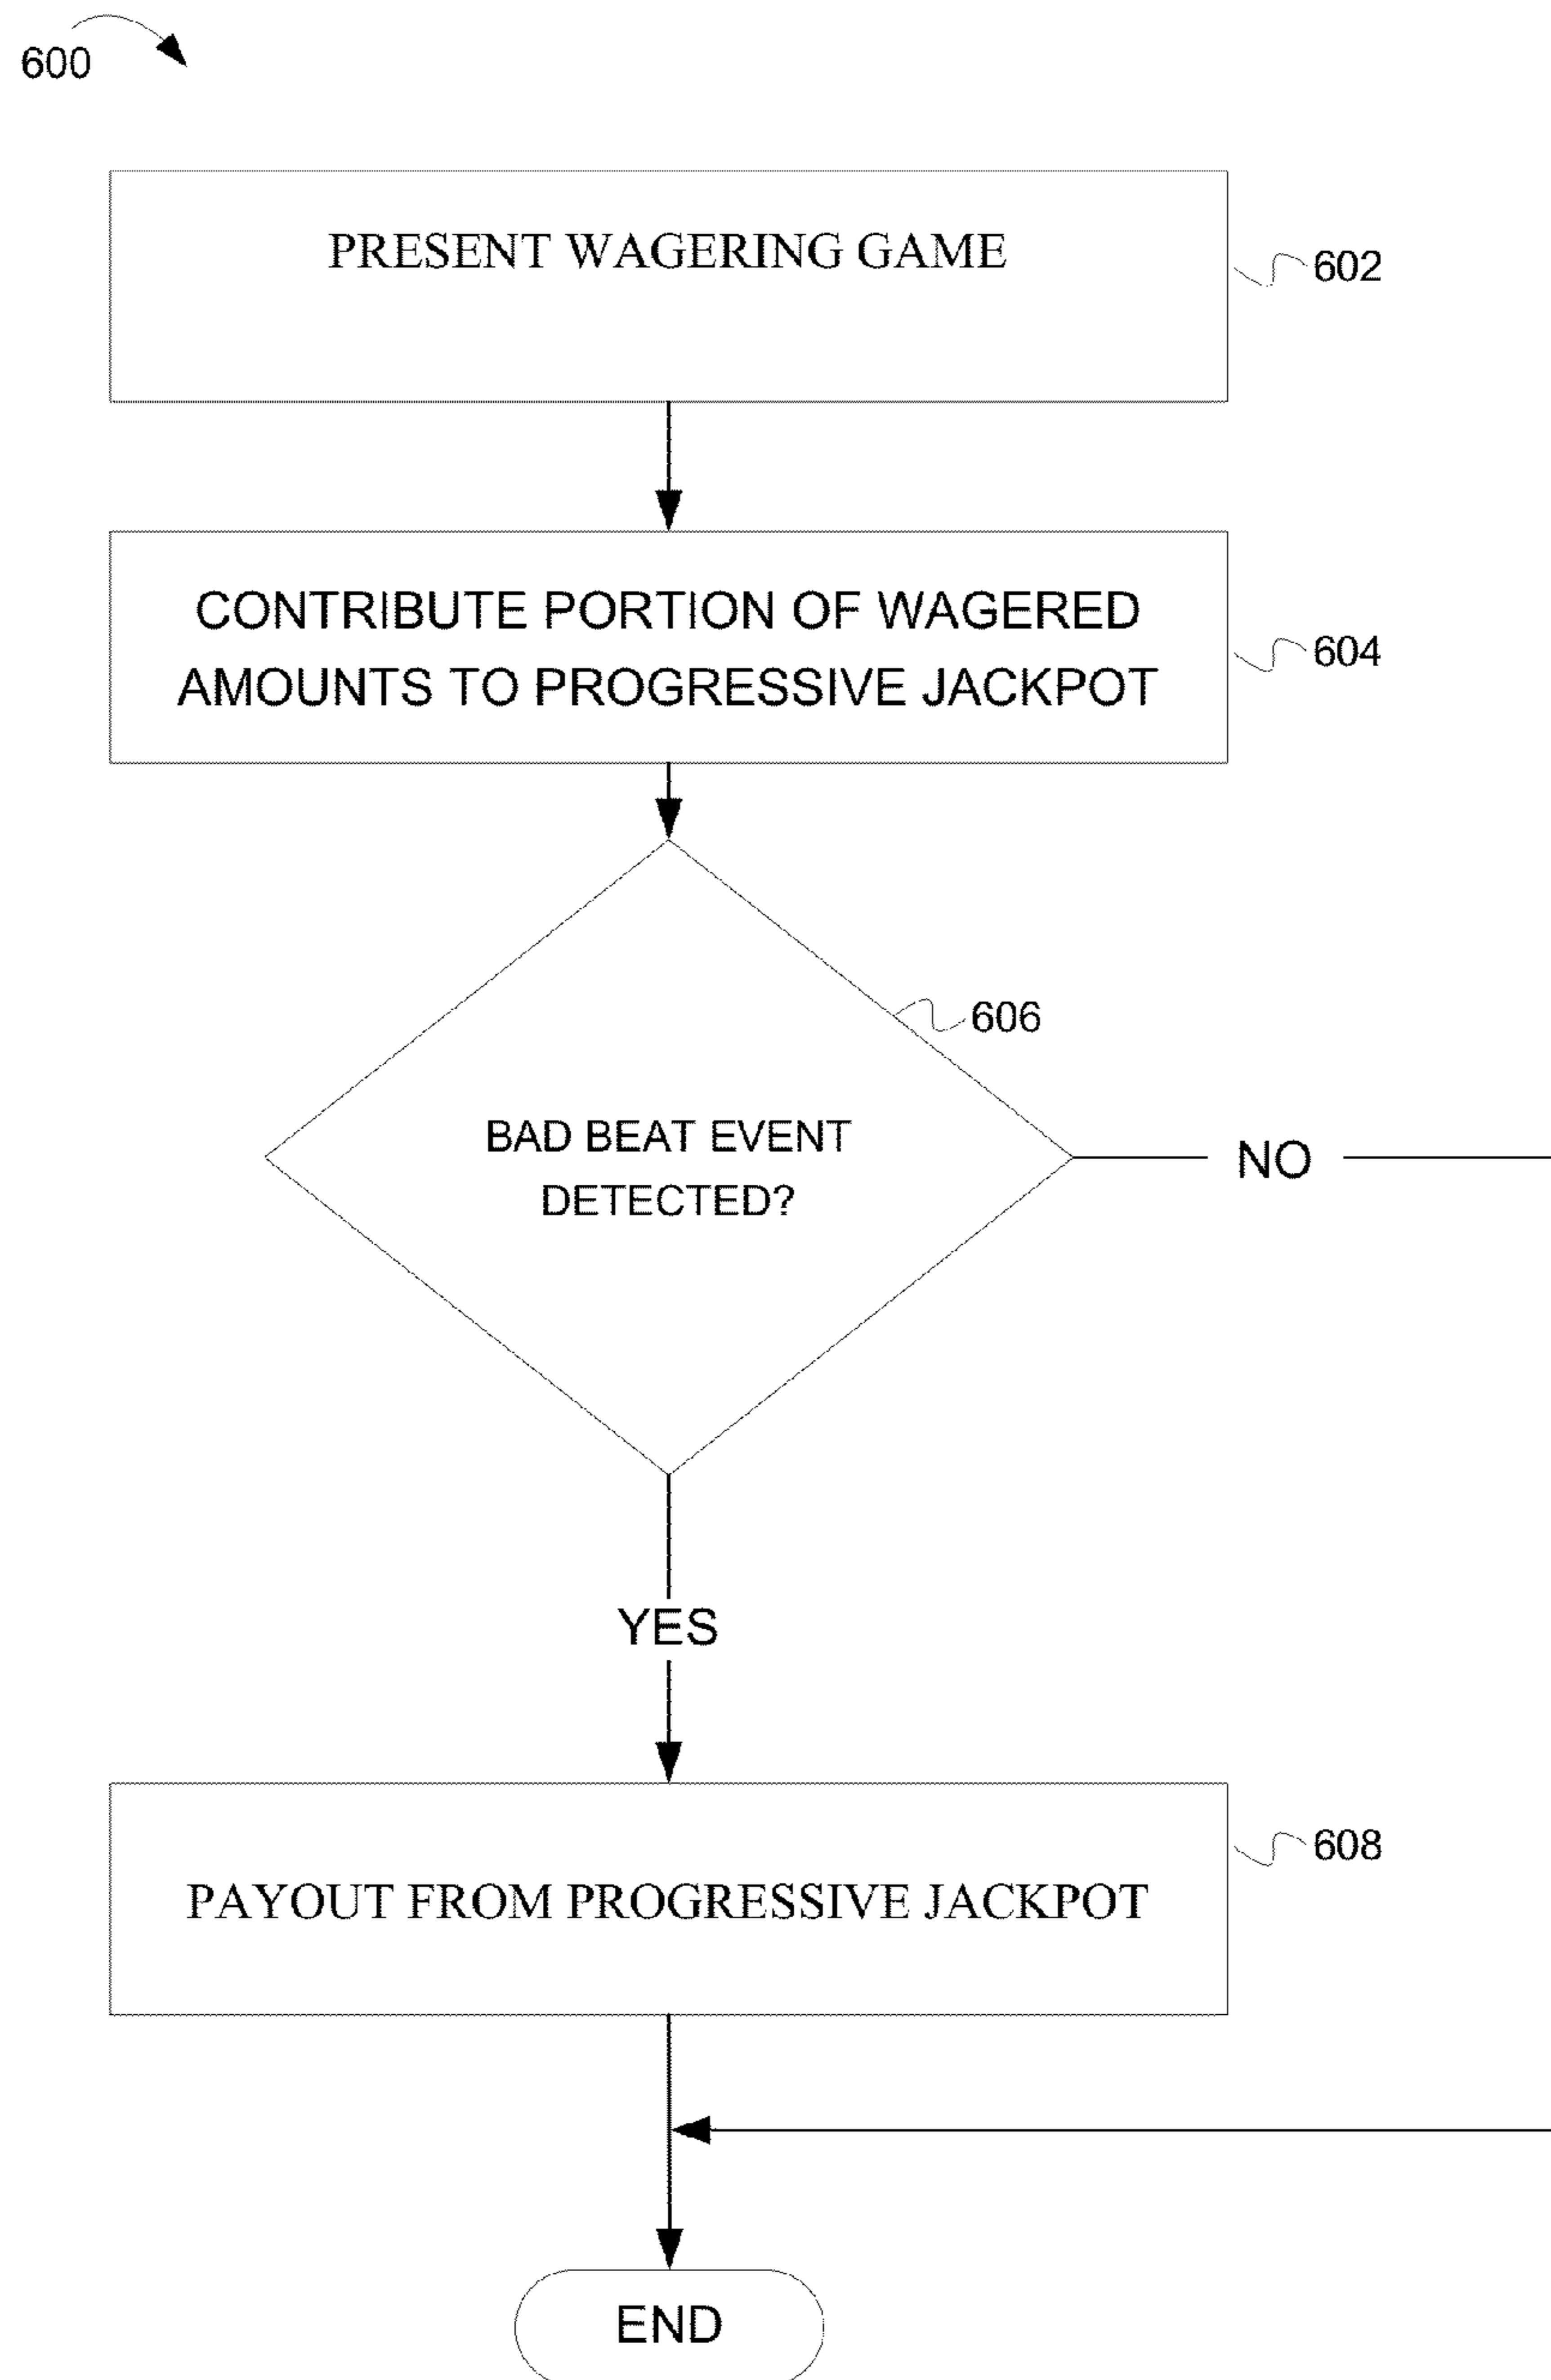 600
PRESENT WAGERING GAME
602
CONTRIBUTE PORTION OF WAGERED
AMOUNTS TO PROGRESSIVE JACKPOT
604
606
BAD BEAT EVENT
DETECTED?
NO
YES
608
PAYOUT FROM PROGRESSIVE JACKPOT
END